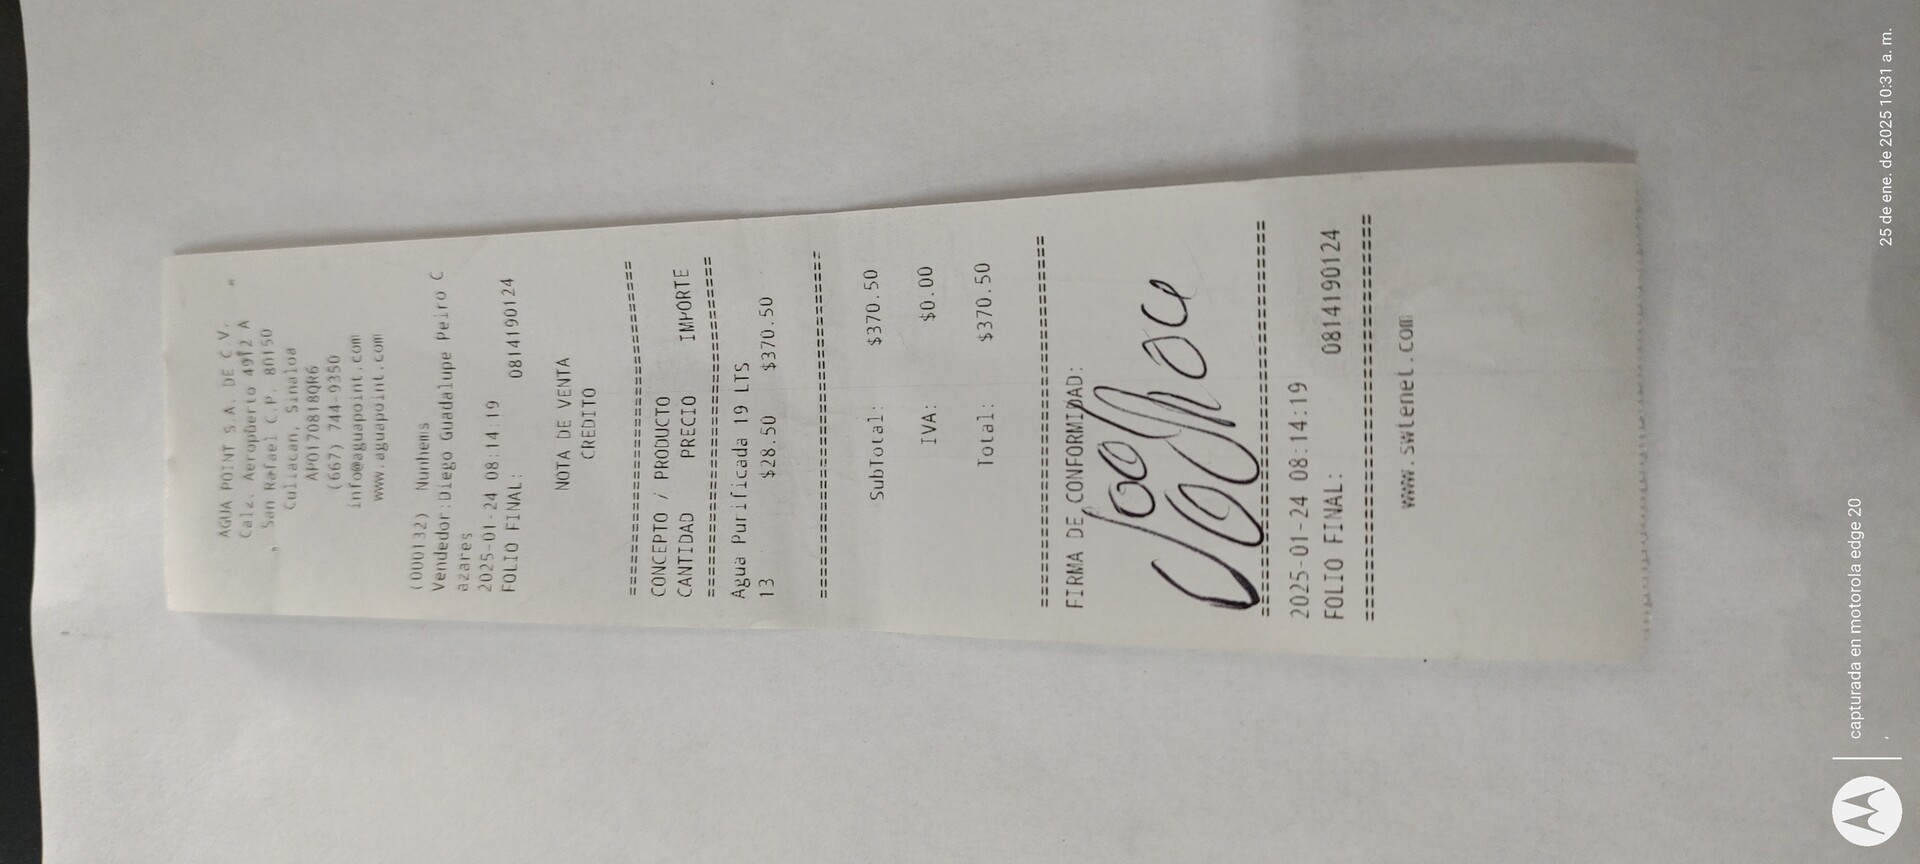 AGUA POINT S.A. DE C.V.
Calz. Aeropuerto 4912 A
, San Rafael C.P. 80150
Culiacan, Sinaloa
APO170818QR6
(667) 744-9350
info@aguapoint.com
www.aguapoint.com
(000132) Nunhems
Vendedor:Diego Guadalupe Peiro C
azares
2025-01-24 08:14:19
FOLIO FINAL: 0814190124
NOTA DE VENTA
CREDITO
================================
CONCEPTO / PRODUCTO
CANTIDAD PRECIO IMPORTE
================================
Agua Purificada 19 LTS
13 $28.50 $370.50
================================
SubTotal: $370.50
IVA: $0.00
Total: $370.50
================================
FIRMA DE CONFORMIDAD:
================================
2025-01-24 08:14:19
FOLIO FINAL: 0814190124
================================
www.swtenet.com
capturada en motorola edge 20
, 25 de ene. de 2025 10:31 a. m.